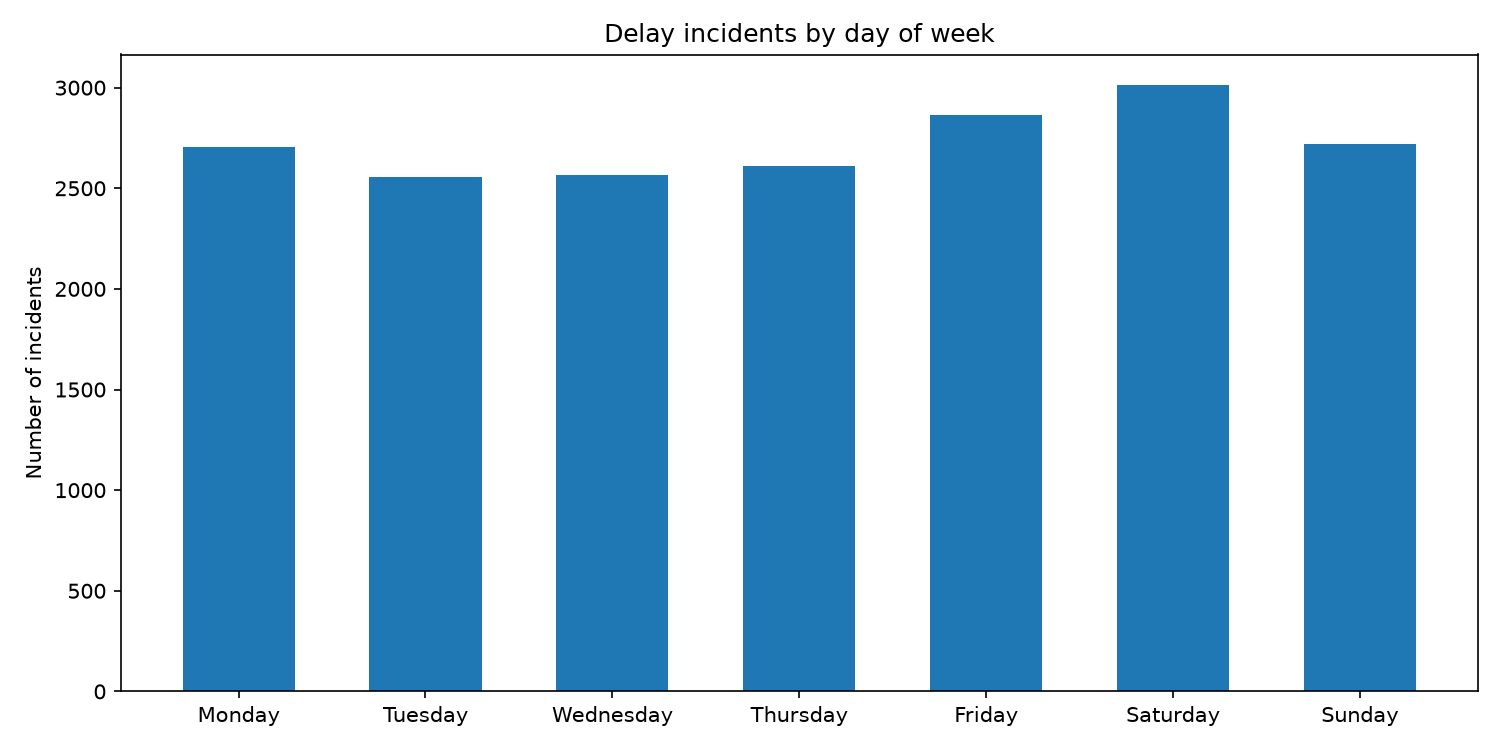 Delay incidents by day of week
Number of incidents
3000
2500
2000
1500
1000
500
0
Monday
Tuesday
Wednesday
Thursday
Friday
Saturday
Sunday